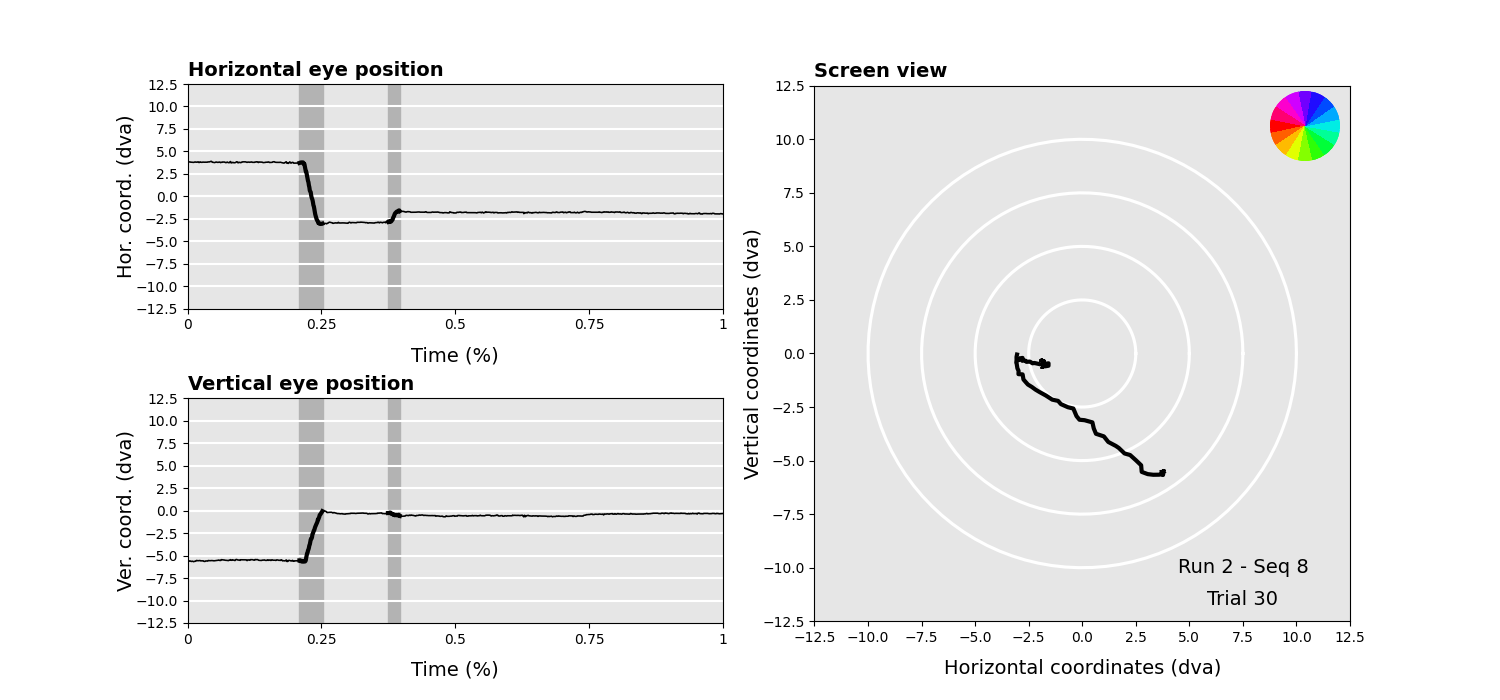 Horizontal eye position
Hor. coord. (dva)
12.5
10.0
7.5
5.0
2.5
0.0
−2.5
−5.0
−7.5
−10.0
−12.5
0 0.25 0.5 0.75 1
Time (%)
Vertical eye position
Ver. coord. (dva)
12.5
10.0
7.5
5.0
2.5
0.0
−2.5
−5.0
−7.5
−10.0
−12.5
0 0.25 0.5 0.75 1
Time (%)
Screen view
Vertical coordinates (dva)
12.5
10.0
7.5
5.0
2.5
0.0
−2.5
−5.0
−7.5
−10.0
−12.5
Run 2 - Seq 8
Trial 30
−12.5 −10.0 −7.5 −5.0 −2.5 0.0 2.5 5.0 7.5 10.0 12.5
Horizontal coordinates (dva)